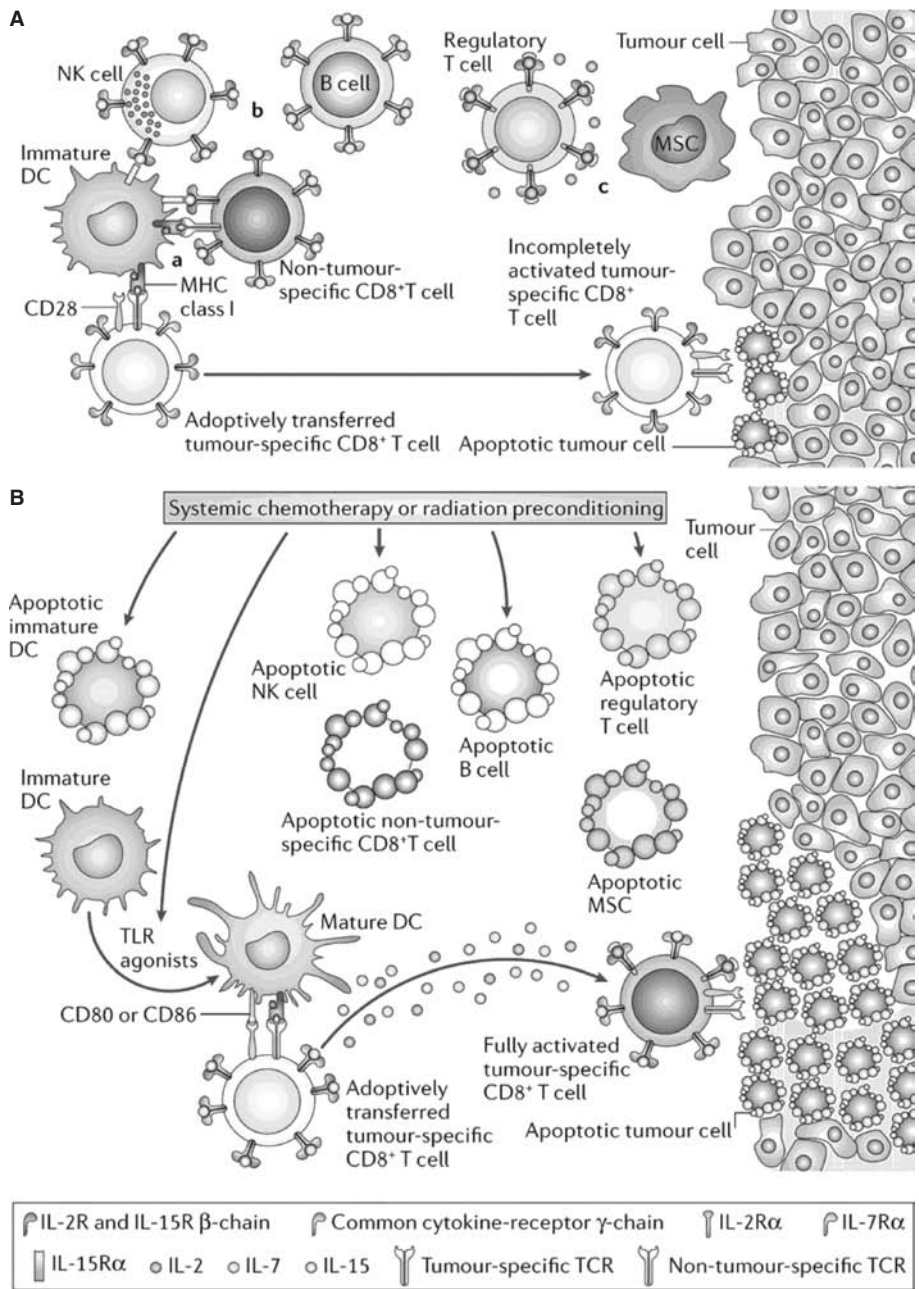 A
NK cell
B cell
b
Regulatory
T cell
Tumour cell
MSC
c
Immature
DC
a
Non-tumour-
specific CD8⁺T cell
MHC
class I
CD28
Incompletely
activated tumour-
specific CD8⁺
T cell
Adoptively transferred
tumour-specific CD8⁺ T cell
Apoptotic tumour cell
B
Systemic chemotherapy or radiation preconditioning
Tumour
cell
Apoptotic
immature
DC
Apoptotic
NK cell
Apoptotic
B cell
Apoptotic
regulatory
T cell
Immature
DC
Apoptotic non-tumour-
specific CD8⁺T cell
Apoptotic
MSC
TLR
agonists
Mature DC
CD80 or CD86
Adoptively
transferred
tumour-specific
CD8⁺ T cell
Fully activated
tumour-specific
CD8⁺ T cell
Apoptotic tumour cell
IL-2R and IL-15R β-chain Common cytokine-receptor γ-chain IL-2Rα IL-7Rα
IL-15Rα IL-2 IL-7 IL-15 Tumour-specific TCR Non-tumour-specific TCR